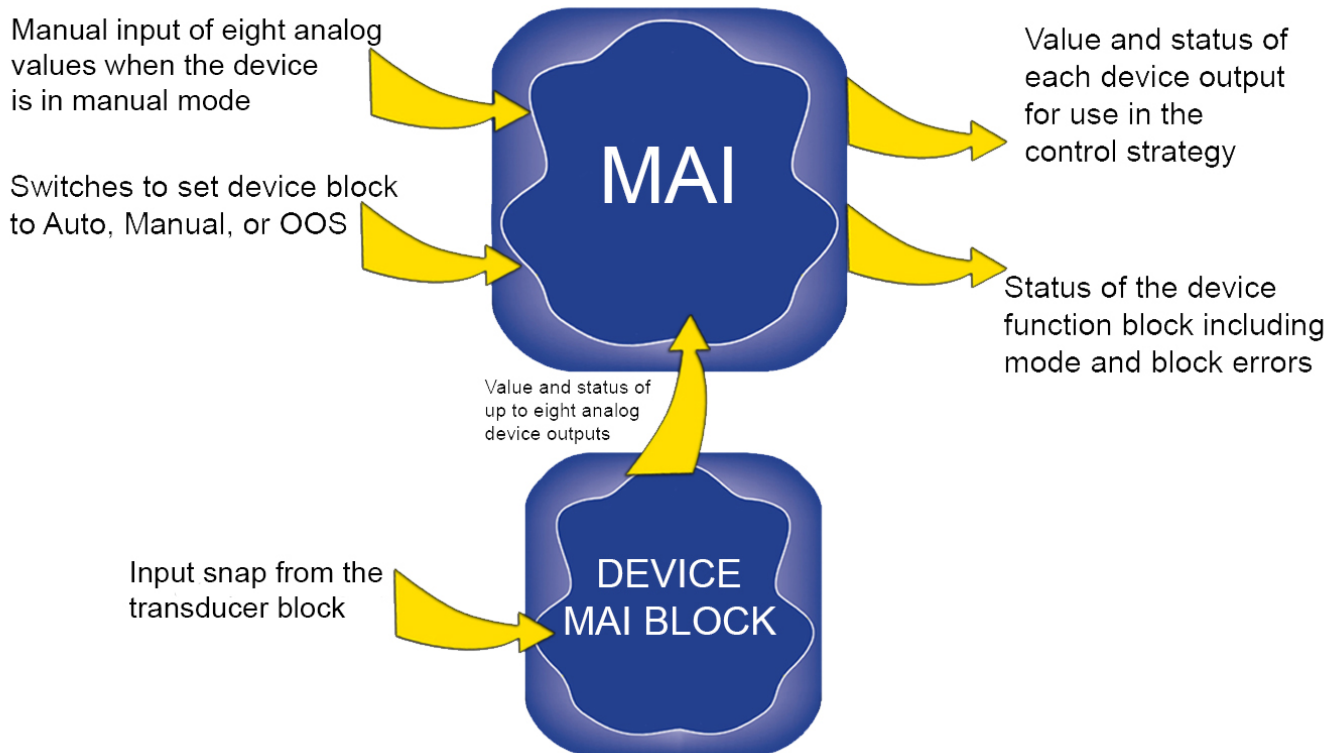 Manual input of eight analog
values when the device
is in manual mode
Switches to set device block
to Auto, Manual, or OOS
MAI
Value and status of
each device output
for use in the
control strategy
Status of the device
function block including
mode and block errors
Value and status of
up to eight analog
device outputs
Input snap from the
transducer block
DEVICE
MAI BLOCK